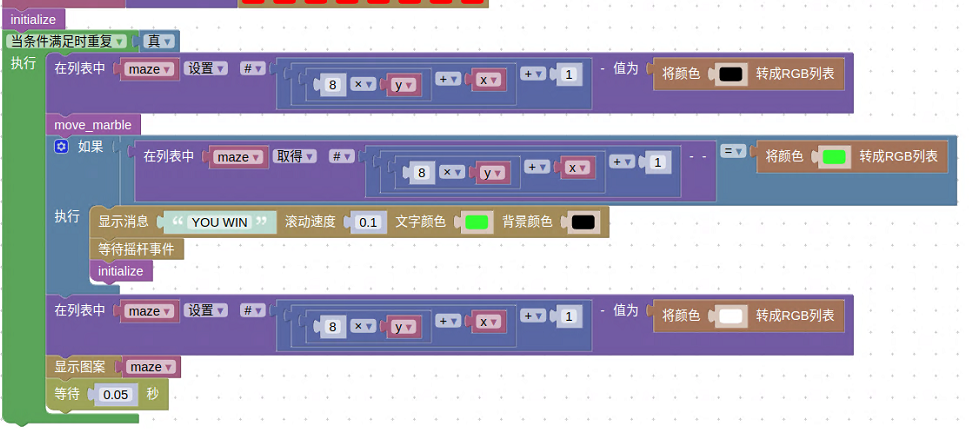 initialize
当条件满足时重复 真
执行 在列表中 maze 设置 # 8 × y + x + 1 - 值为 将颜色 转成RGB列表
move_marble
如果 在列表中 maze 取得 # 8 × y + x + 1 - - = 将颜色 转成RGB列表
执行 显示消息 “ YOU WIN ” 滚动速度 0.1 文字颜色 背景颜色
等待摇杆事件
initialize
在列表中 maze 设置 # 8 × y + x + 1 - 值为 将颜色 转成RGB列表
显示图案 maze
等待 0.05 秒